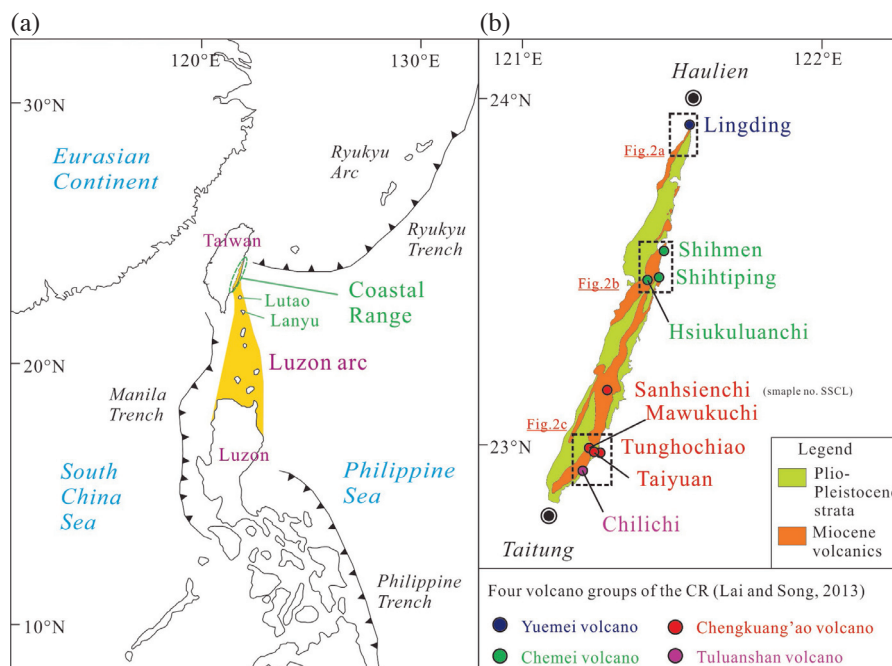 (a)
120°E
130°E
30°N
20°N
10°N
Eurasian
Continent
Ryukyu
Arc
Ryukyu
Trench
Taiwan
Coastal
Range
Lutao
Lanyu
Luzon arc
Manila
Trench
Luzon
South
China
Sea
Philippine
Sea
Philippine
Trench
(b)
121°E
122°E
24°N
23°N
Haulien
Lingding
Fig.2a
Shihmen
Shihtiping
Fig.2b
Hsiukuluanchi
Sanhsienchi (smaple no. SSCL)
Mawukuchi
Fig.2c
Tunghochiao
Taiyuan
Chilichi
Taitung
Legend
Plio-
Pleistocene
strata
Miocene
volcanics
Four volcano groups of the CR (Lai and Song, 2013)
Yuemei volcano
Chengkuang'ao volcano
Chemei volcano
Tuluanshan volcano